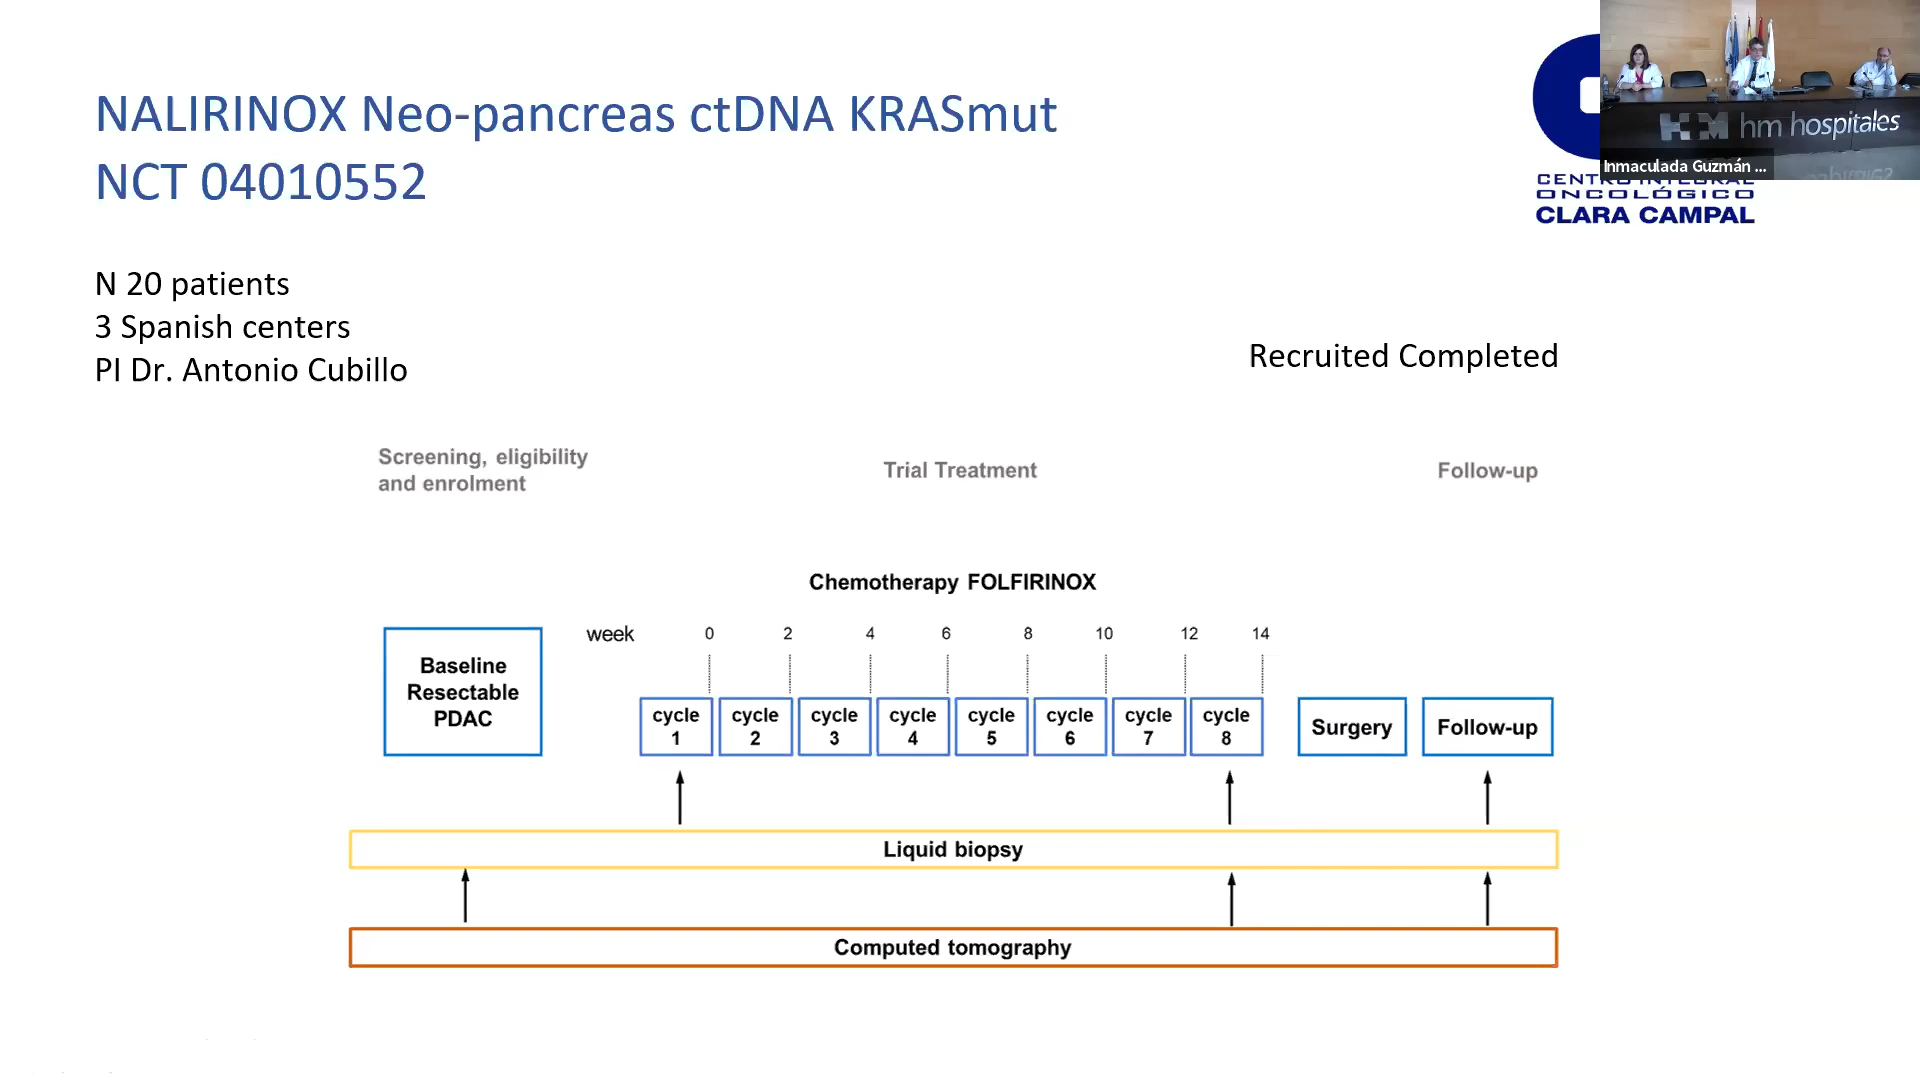 NALIRINOX Neo-pancreas ctDNA KRASmut
NCT 04010552
hm hospitales
Inmaculada Guzmán ...
CENTRO INTEGRAL
ONCOLÓGICO
CLARA CAMPAL
N 20 patients
3 Spanish centers
PI Dr. Antonio Cubillo
Recruited Completed
Screening, eligibility
and enrolment
Trial Treatment
Follow-up
Chemotherapy FOLFIRINOX
week 0 2 4 6 8 10 12 14
Baseline
Resectable
PDAC
cycle
1
cycle
2
cycle
3
cycle
4
cycle
5
cycle
6
cycle
7
cycle
8
Surgery
Follow-up
Liquid biopsy
Computed tomography